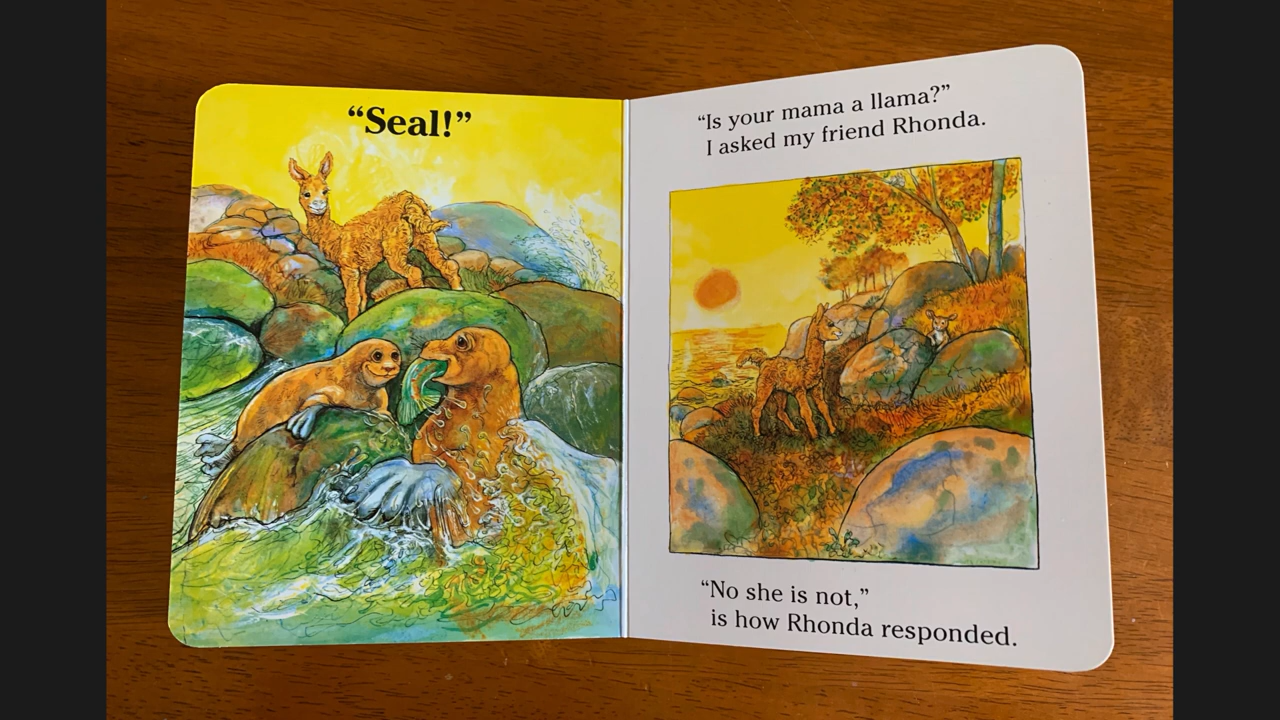 “Seal!”
“Is your mama a llama?”
I asked my friend Rhonda.
“No she is not,”
is how Rhonda responded.